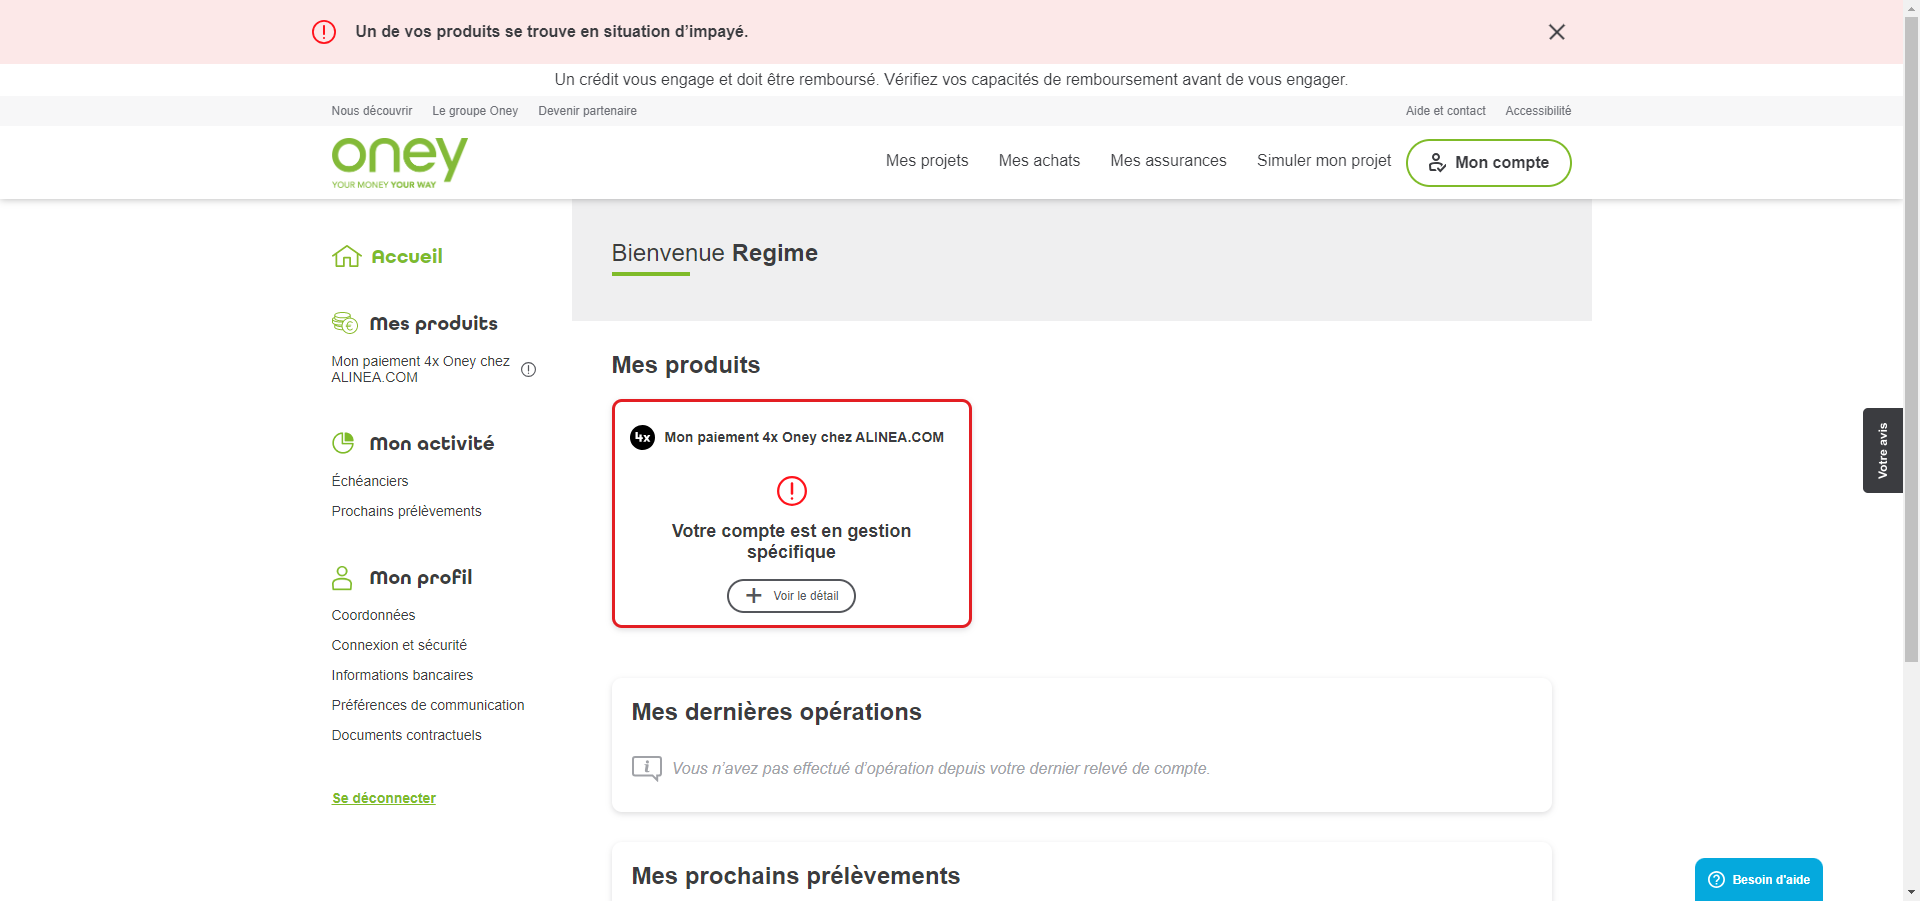 Un de vos produits se trouve en situation d’impayé.
Un crédit vous engage et doit être remboursé. Vérifiez vos capacités de remboursement avant de vous engager.
Nous découvrir Le groupe Oney Devenir partenaire Aide et contact Accessibilité
oney
YOUR MONEY YOUR WAY
Mes projets Mes achats Mes assurances Simuler mon projet Mon compte
Accueil
Mes produits
Mon paiement 4x Oney chez
ALINEA.COM
Mon activité
Échéanciers
Prochains prélèvements
Mon profil
Coordonnées
Connexion et sécurité
Informations bancaires
Préférences de communication
Documents contractuels
Se déconnecter
Bienvenue Regime
Mes produits
4x Mon paiement 4x Oney chez ALINEA.COM
Votre compte est en gestion
spécifique
Voir le détail
Mes dernières opérations
Vous n’avez pas effectué d’opération depuis votre dernier relevé de compte.
Mes prochains prélèvements
Votre avis
Besoin d'aide